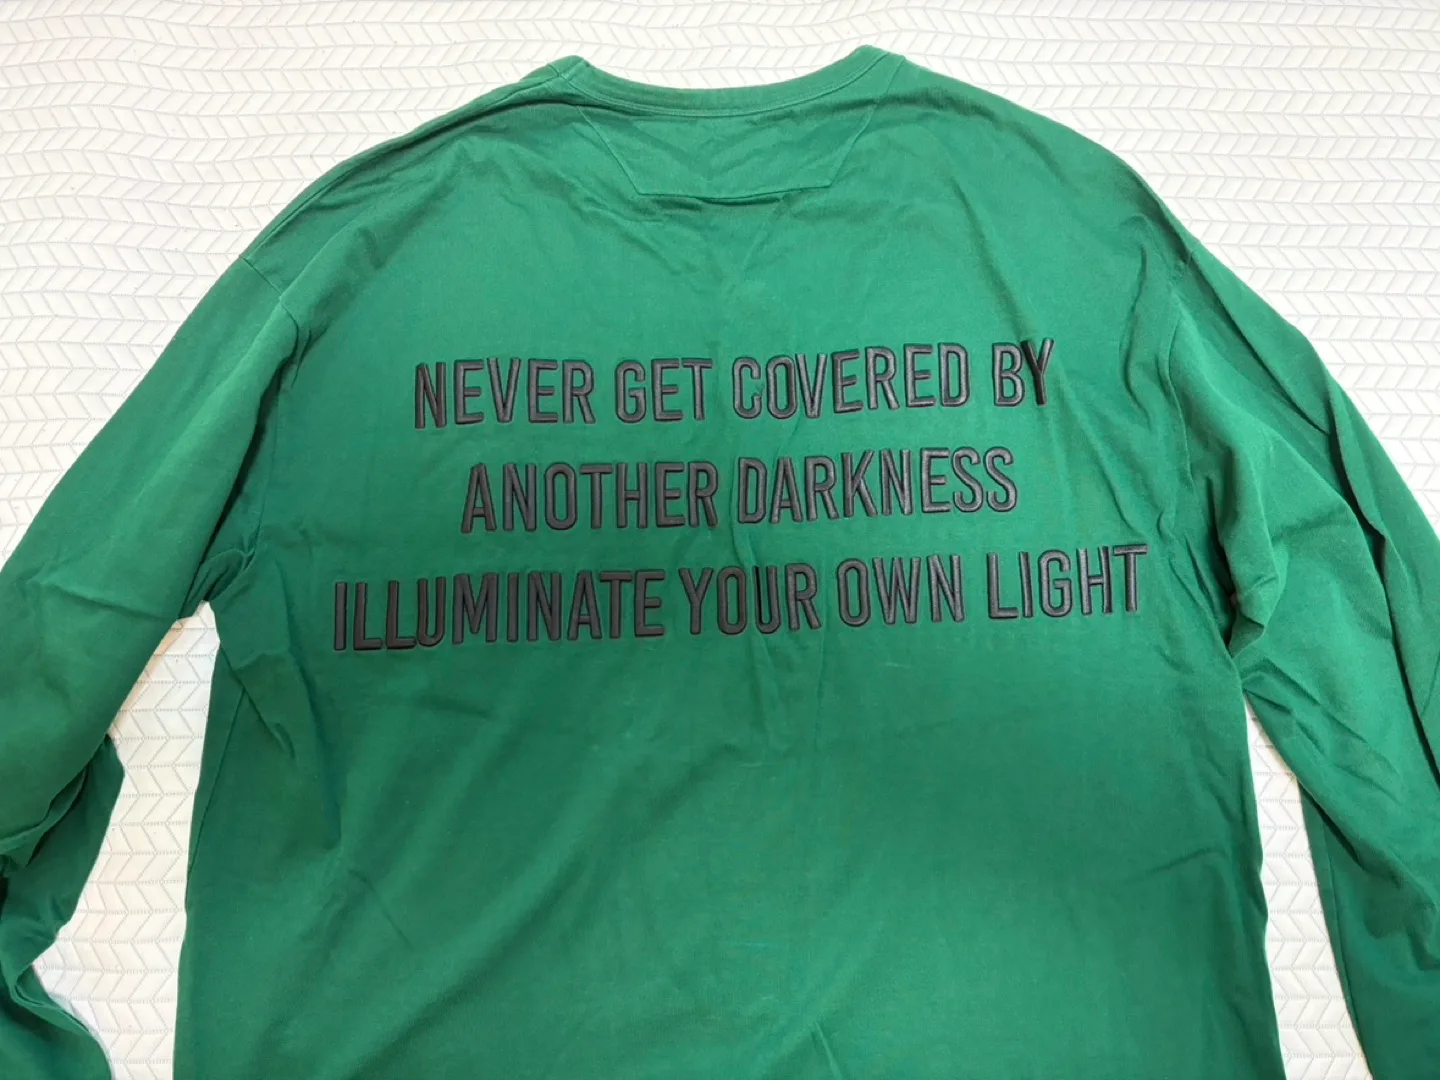 NEVER GET COVERED BY
ANOTHER DARKNESS
ILLUMINATE YOUR OWN LIGHT